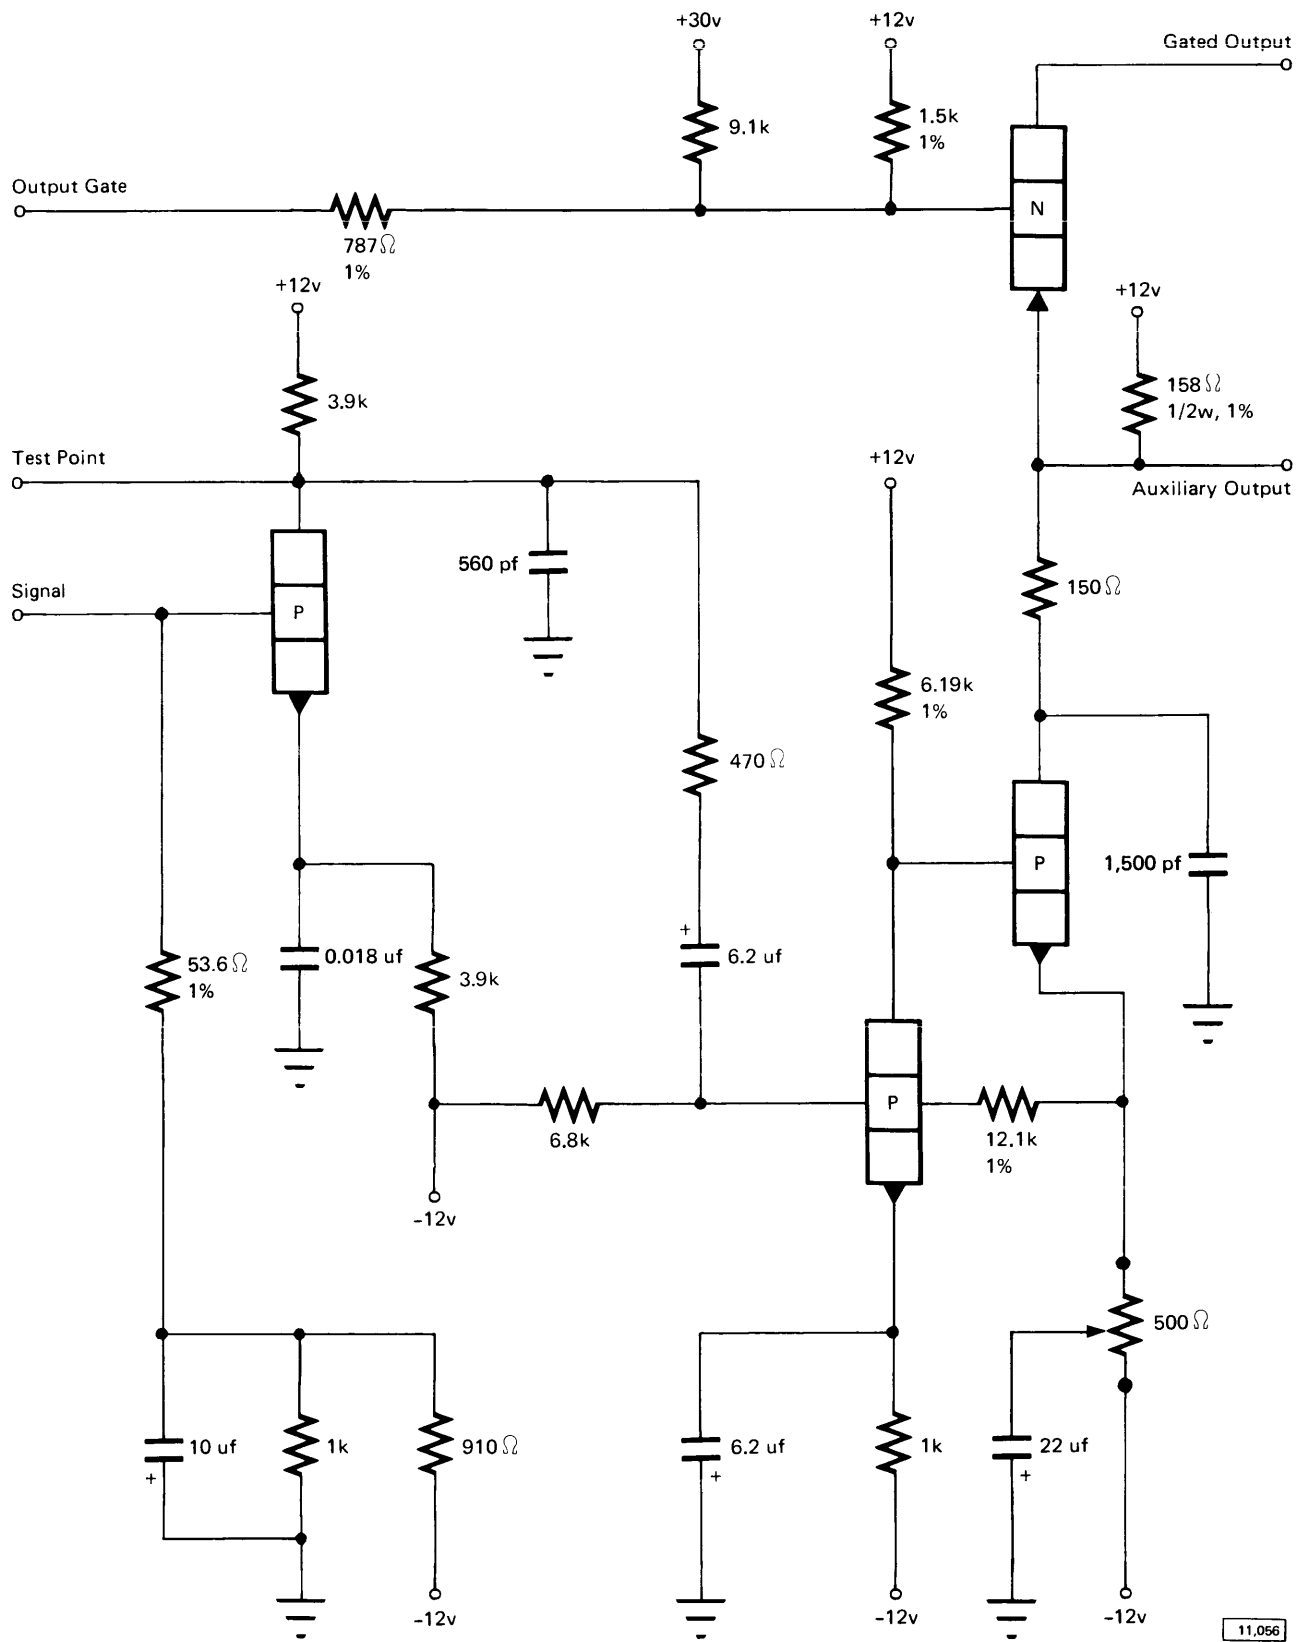 +30v
+12v
Gated Output
9.1k
1.5k
1%
Output Gate
N
787Ω
1%
+12v
+12v
3.9k
158Ω
1/2w, 1%
Test Point
+12v
Auxiliary Output
560 pf
150Ω
Signal
P
6.19k
1%
470Ω
P
1,500 pf
+
53.6Ω
1%
0.018 uf
3.9k
6.2 uf
P
6.8k
12.1k
1%
-12v
500Ω
10 uf
+
1k
910Ω
6.2 uf
+
1k
22 uf
+
-12v
-12v
-12v
11,056